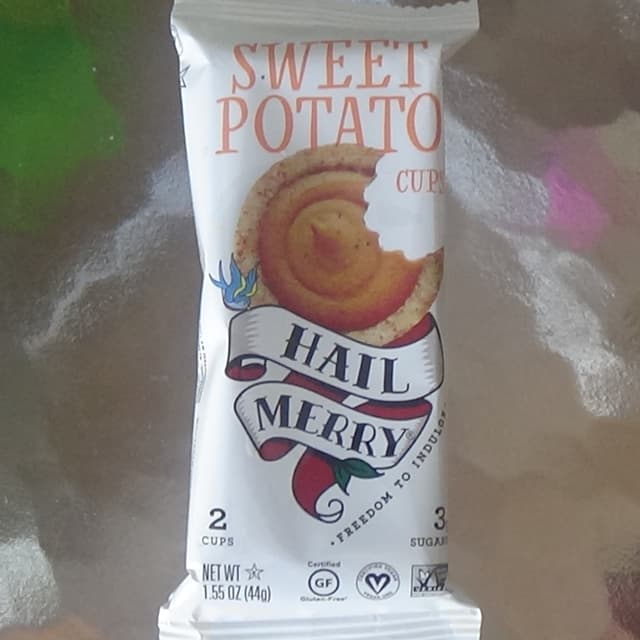 SWEET
POTATO
CUPS
HAIL
MERRY
FREEDOM TO INDULGE
2
CUPS
3
NET WT
1.55 OZ (44g)
Certified
GF
Gluten-Free